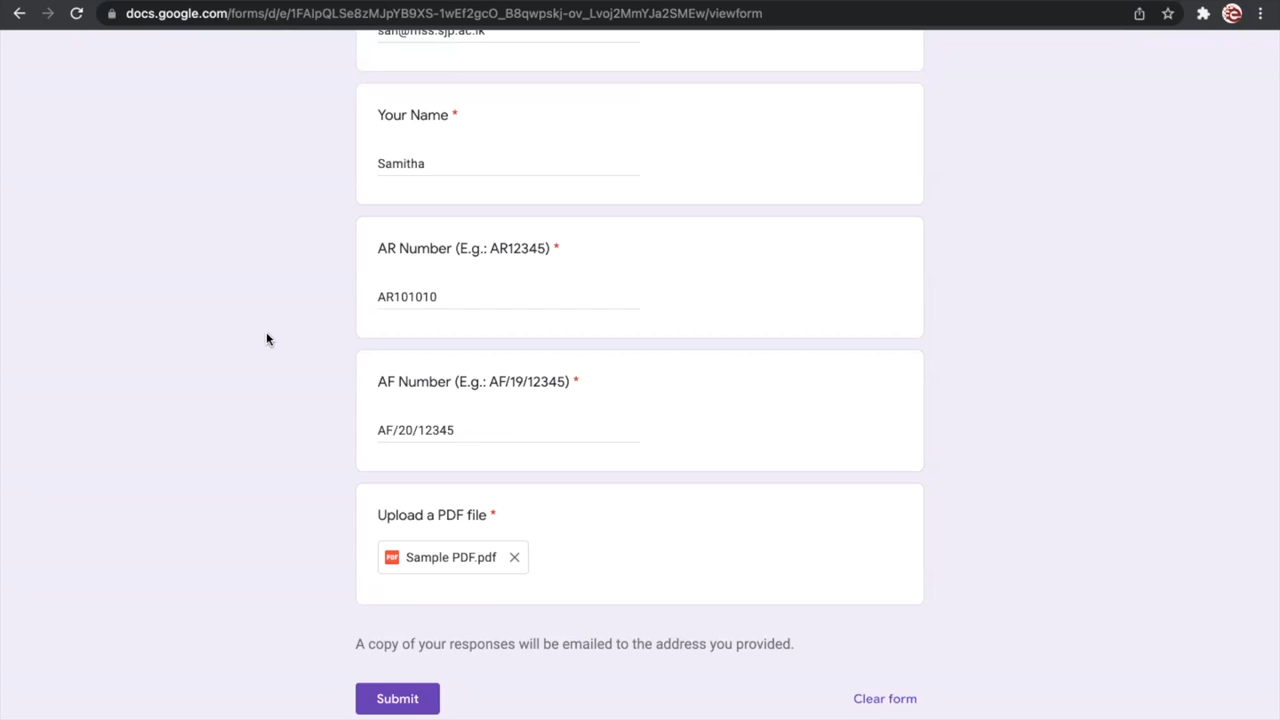 docs.google.com/forms/d/e/1FAIpQLSe8zMJpYB9XS-1wEf2gcO_B8qwpskj-ov_Lvoj2MmYJa2SMEw/viewform
Your Name *
Samitha
AR Number (E.g.: AR12345) *
AR101010
AF Number (E.g.: AF/19/12345) *
AF/20/12345
Upload a PDF file *
PDF Sample PDF.pdf
A copy of your responses will be emailed to the address you provided.
Submit
Clear form